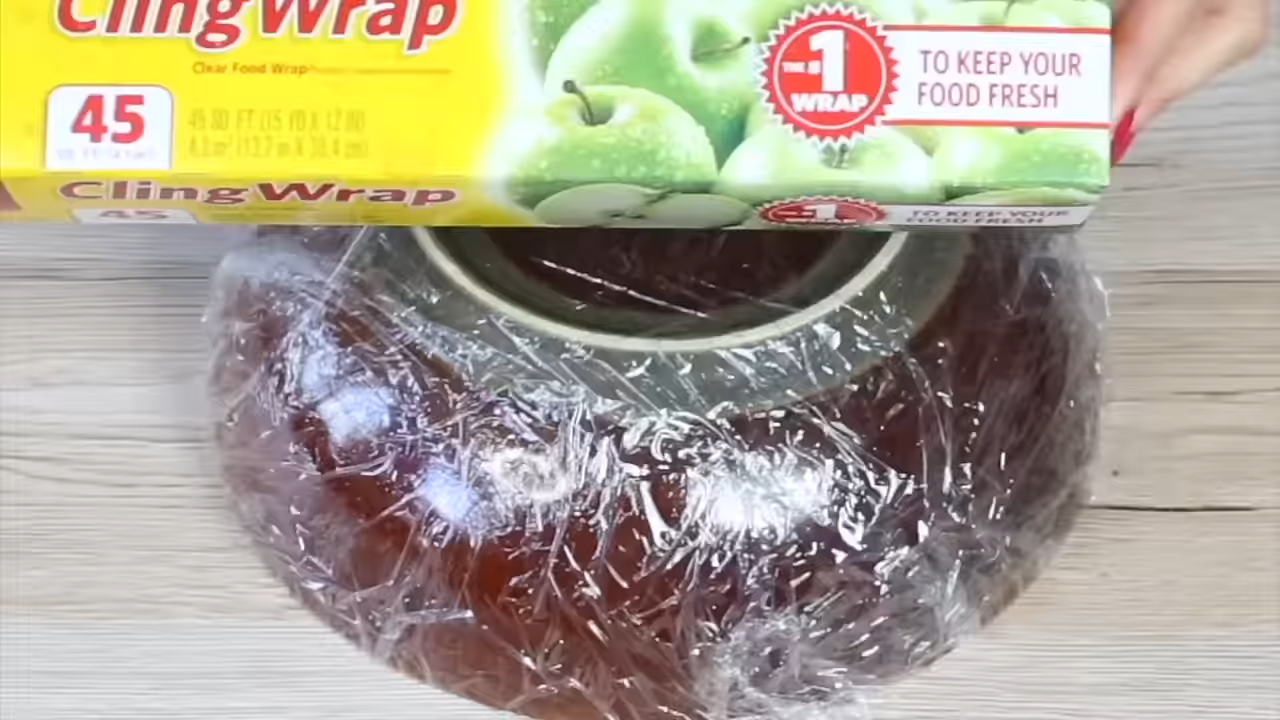 ClingWrap
Clear Food Wrap
45
THE #1
WRAP
TO KEEP YOUR
FOOD FRESH
ClingWrap
45
#1
TO KEEP YOUR
FOOD FRESH